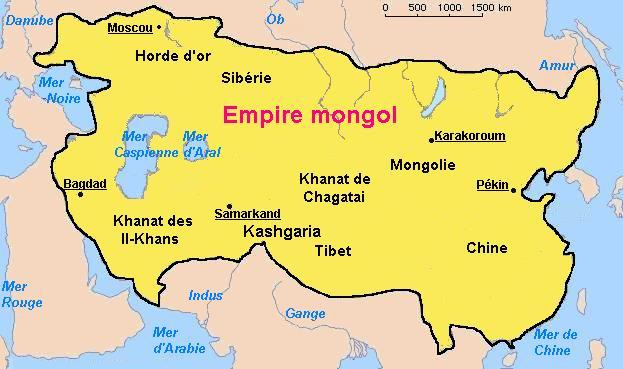 Danube
Moscou
Ob
0 500 1000 1500 km
Horde d'or
Sibérie
Amur
Mer
-Noire
Empire mongol
Mer
Caspienne
Mer
d'Aral
Karakoroum
Mongolie
Bagdad
Khanat de
Chagatai
Pékin
Khanat des
Il-Khans
Samarkand
Kashgaria
Tibet
Chine
Mer
Rouge
Indus
Gange
Mer
d'Arabie
Mer de
Chine